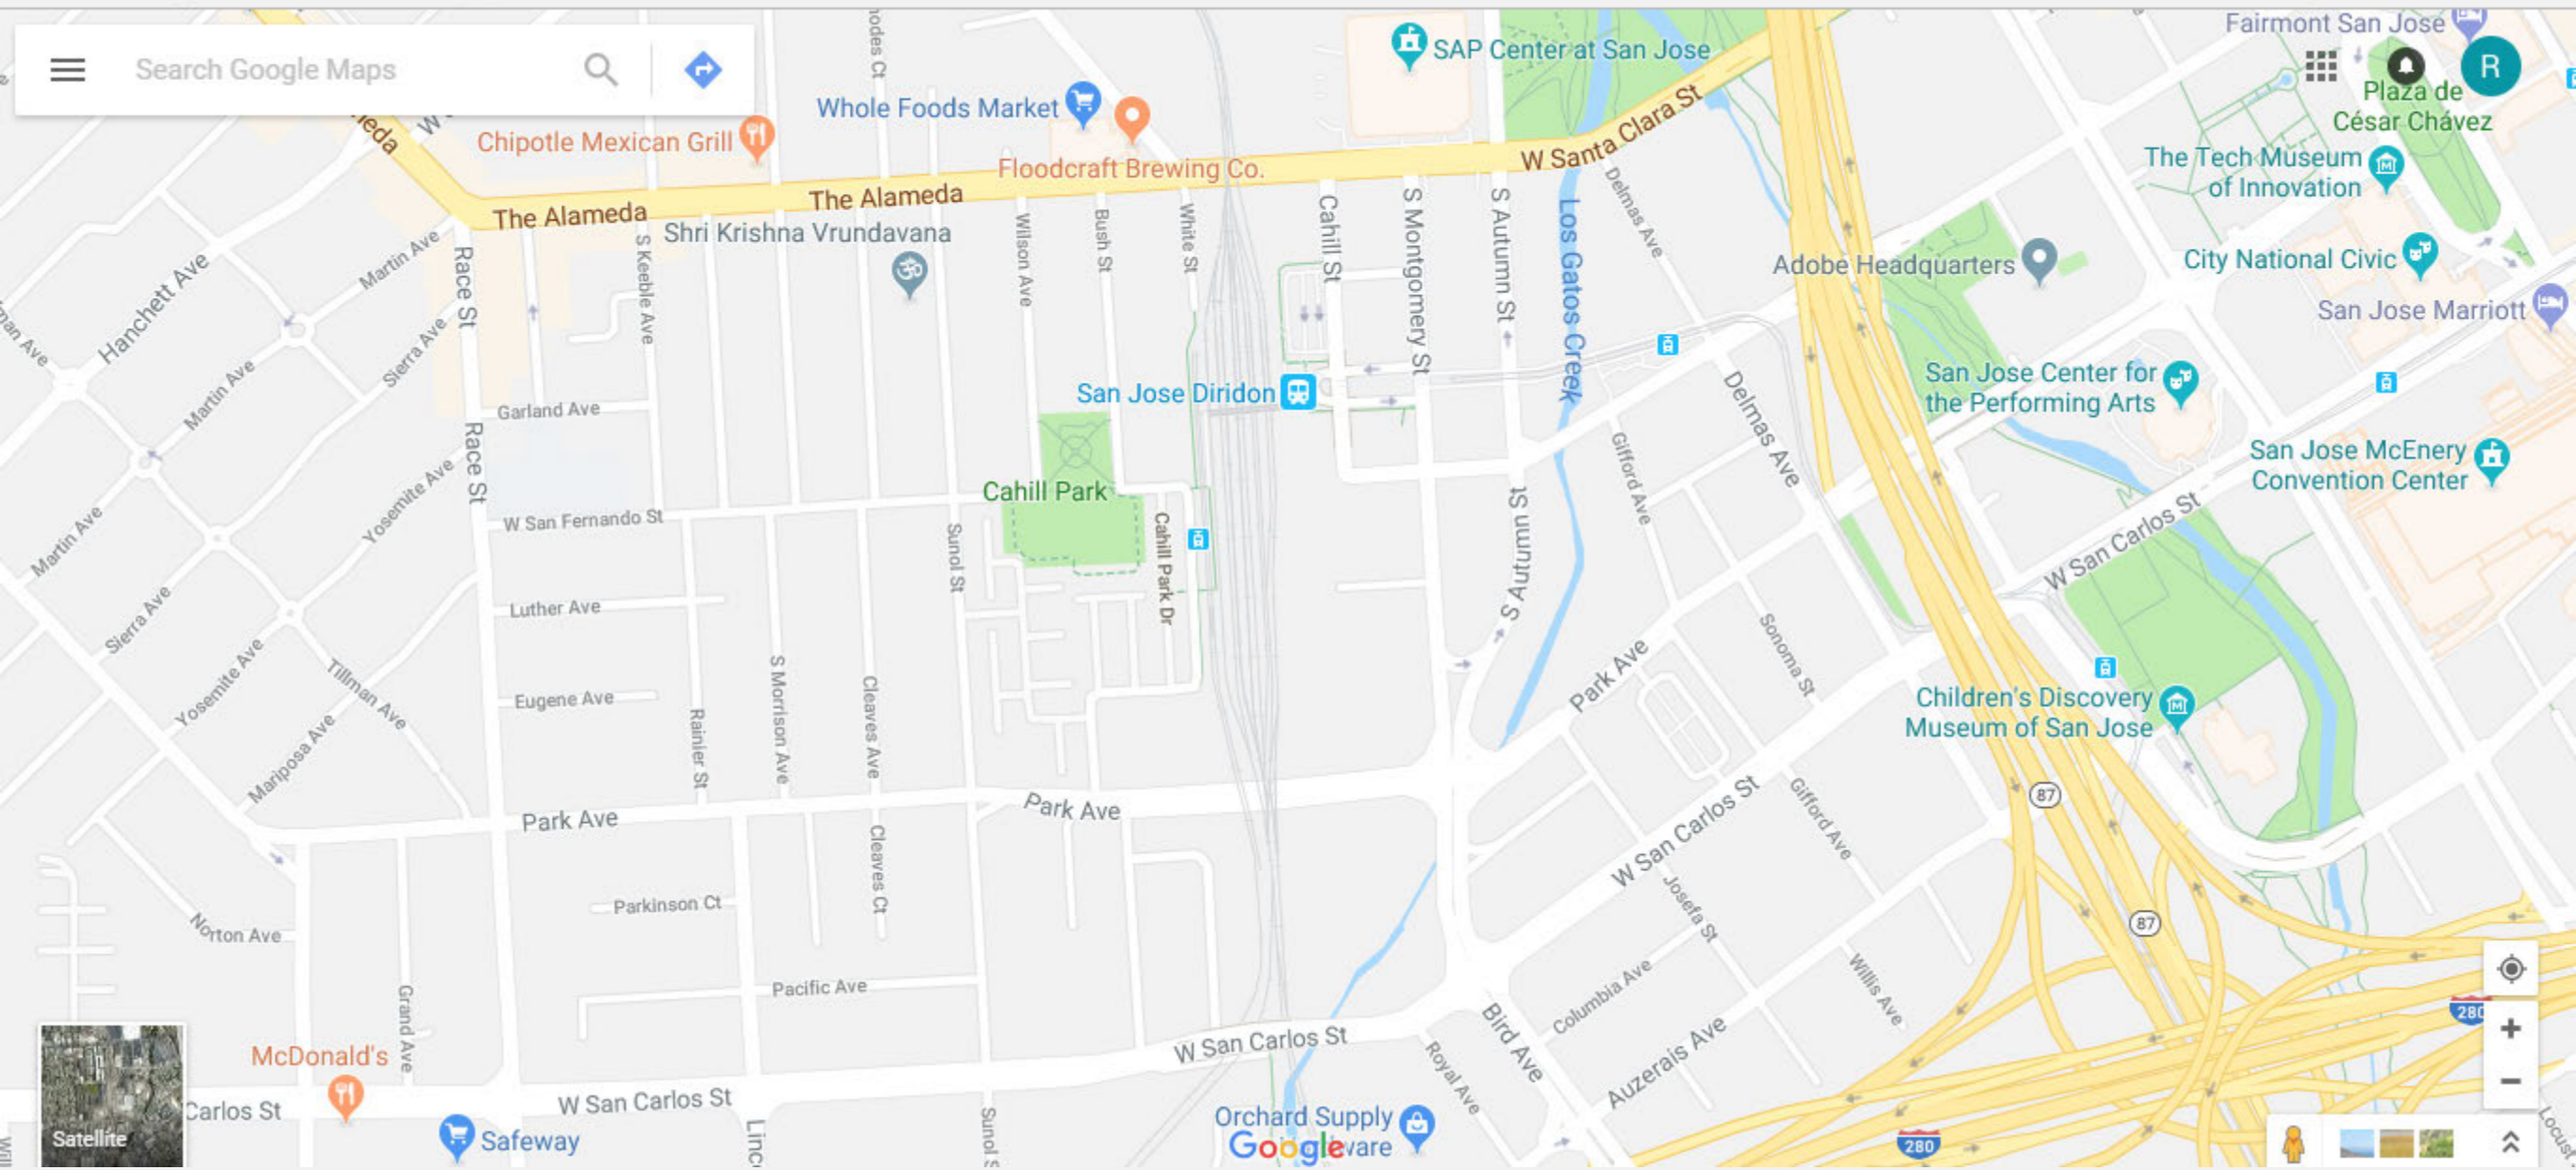 Search Google Maps
Fairmont San Jose
R
SAP Center at San Jose
odes Ct
Plaza de
César Chávez
Whole Foods Market
Chipotle Mexican Grill
Floodcraft Brewing Co.
W Santa Clara St
The Tech Museum
of Innovation
The Alameda
The Alameda
Shri Krishna Vrundavana
Hanchett Ave
Martin Ave
Race St
S Keeble Ave
Wilson Ave
Bush St
White St
Cahill St
S Montgomery St
S Autumn St
Los Gatos Creek
Delmas Ave
Adobe Headquarters
City National Civic
San Jose Marriott
Martin Ave
Sierra Ave
Garland Ave
San Jose Diridon
Delmas Ave
San Jose Center for
the Performing Arts
San Jose McEnery
Convention Center
Race St
Yosemite Ave
Cahill Park
Gifford Ave
W San Fernando St
Sunol St
Cahill Park Dr
S Autumn St
W San Carlos St
Martin Ave
Sierra Ave
Luther Ave
Sonoma St
Yosemite Ave
Tillman Ave
Eugene Ave
Mariposa Ave
Rainier St
S Morrison Ave
Cleaves Ave
Park Ave
Children's Discovery
Museum of San Jose
Park Ave
Park Ave
Cleaves Ct
W San Carlos St
Gifford Ave
87
Parkinson Ct
Norton Ave
Josefa St
87
Grand Ave
Pacific Ave
Columbia Ave
Willis Ave
280
McDonald's
W San Carlos St
Bird Ave
Royal Ave
Auzerais Ave
Satellite
Carlos St
W San Carlos St
Safeway
Linc
Sunol S
Orchard Supply
Google
ware
280
Locus